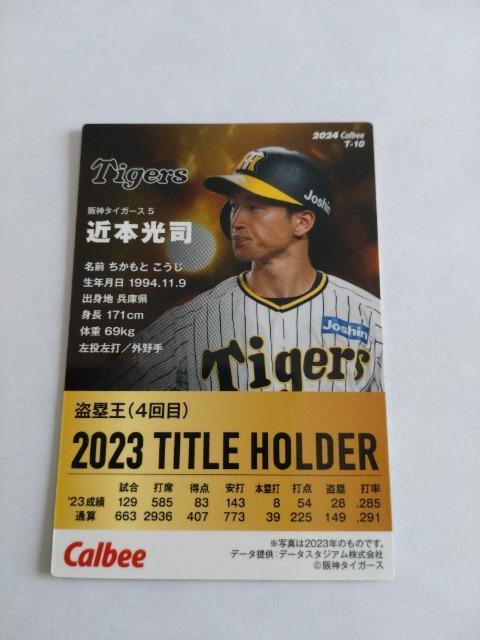 2024 Calbee
T-10
Tigers
阪神タイガース 5
近本光司
名前 ちかもと こうじ
生年月日 1994.11.9
出身地 兵庫県
身長 171cm
体重 69kg
左投左打／外野手
Joshin
Joshin
Tigers
盗塁王(4回目)
2023 TITLE HOLDER
試合 打席 得点 安打 本塁打 打点 盗塁 打率
'23成績 129 585 83 143 8 54 28 .285
通算 663 2936 407 773 39 225 149 .291
Calbee
※写真は2023年のものです。
データ提供：データスタジアム株式会社
©阪神タイガース